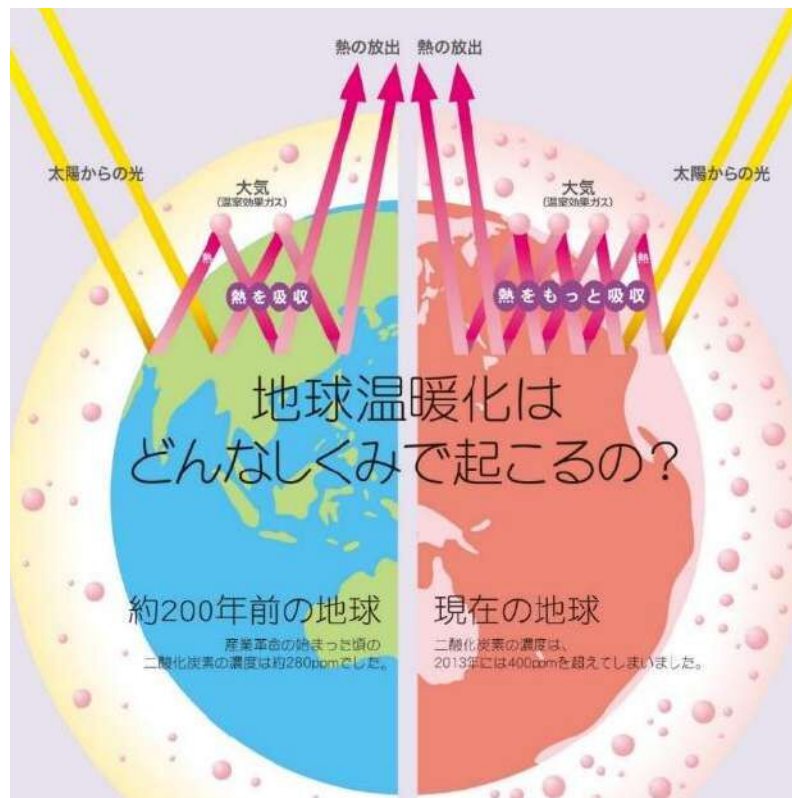 熱の放出 熱の放出
太陽からの光
大気
(温室効果ガス)
熱
熱を吸収
大気
(温室効果ガス)
太陽からの光
熱
熱をもっと吸収
地球温暖化は
どんなしくみで起こるの？
約200年前の地球
産業革命の始まった頃の
二酸化炭素の濃度は約280ppmでした。
現在の地球
二酸化炭素の濃度は、
2013年には400ppmを超えてしまいました。